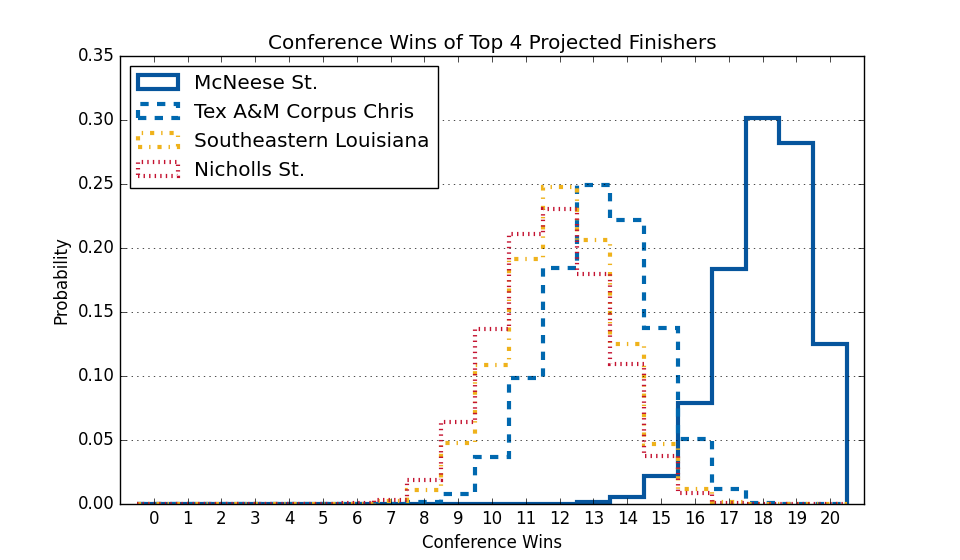 Conference Wins of Top 4 Projected Finishers
McNeese St.
Tex A&M Corpus Chris
Southeastern Louisiana
Nicholls St.
0.35
0.30
0.25
0.20
0.15
0.10
0.05
0.00
Probability
0 1 2 3 4 5 6 7 8 9 10 11 12 13 14 15 16 17 18 19 20
Conference Wins